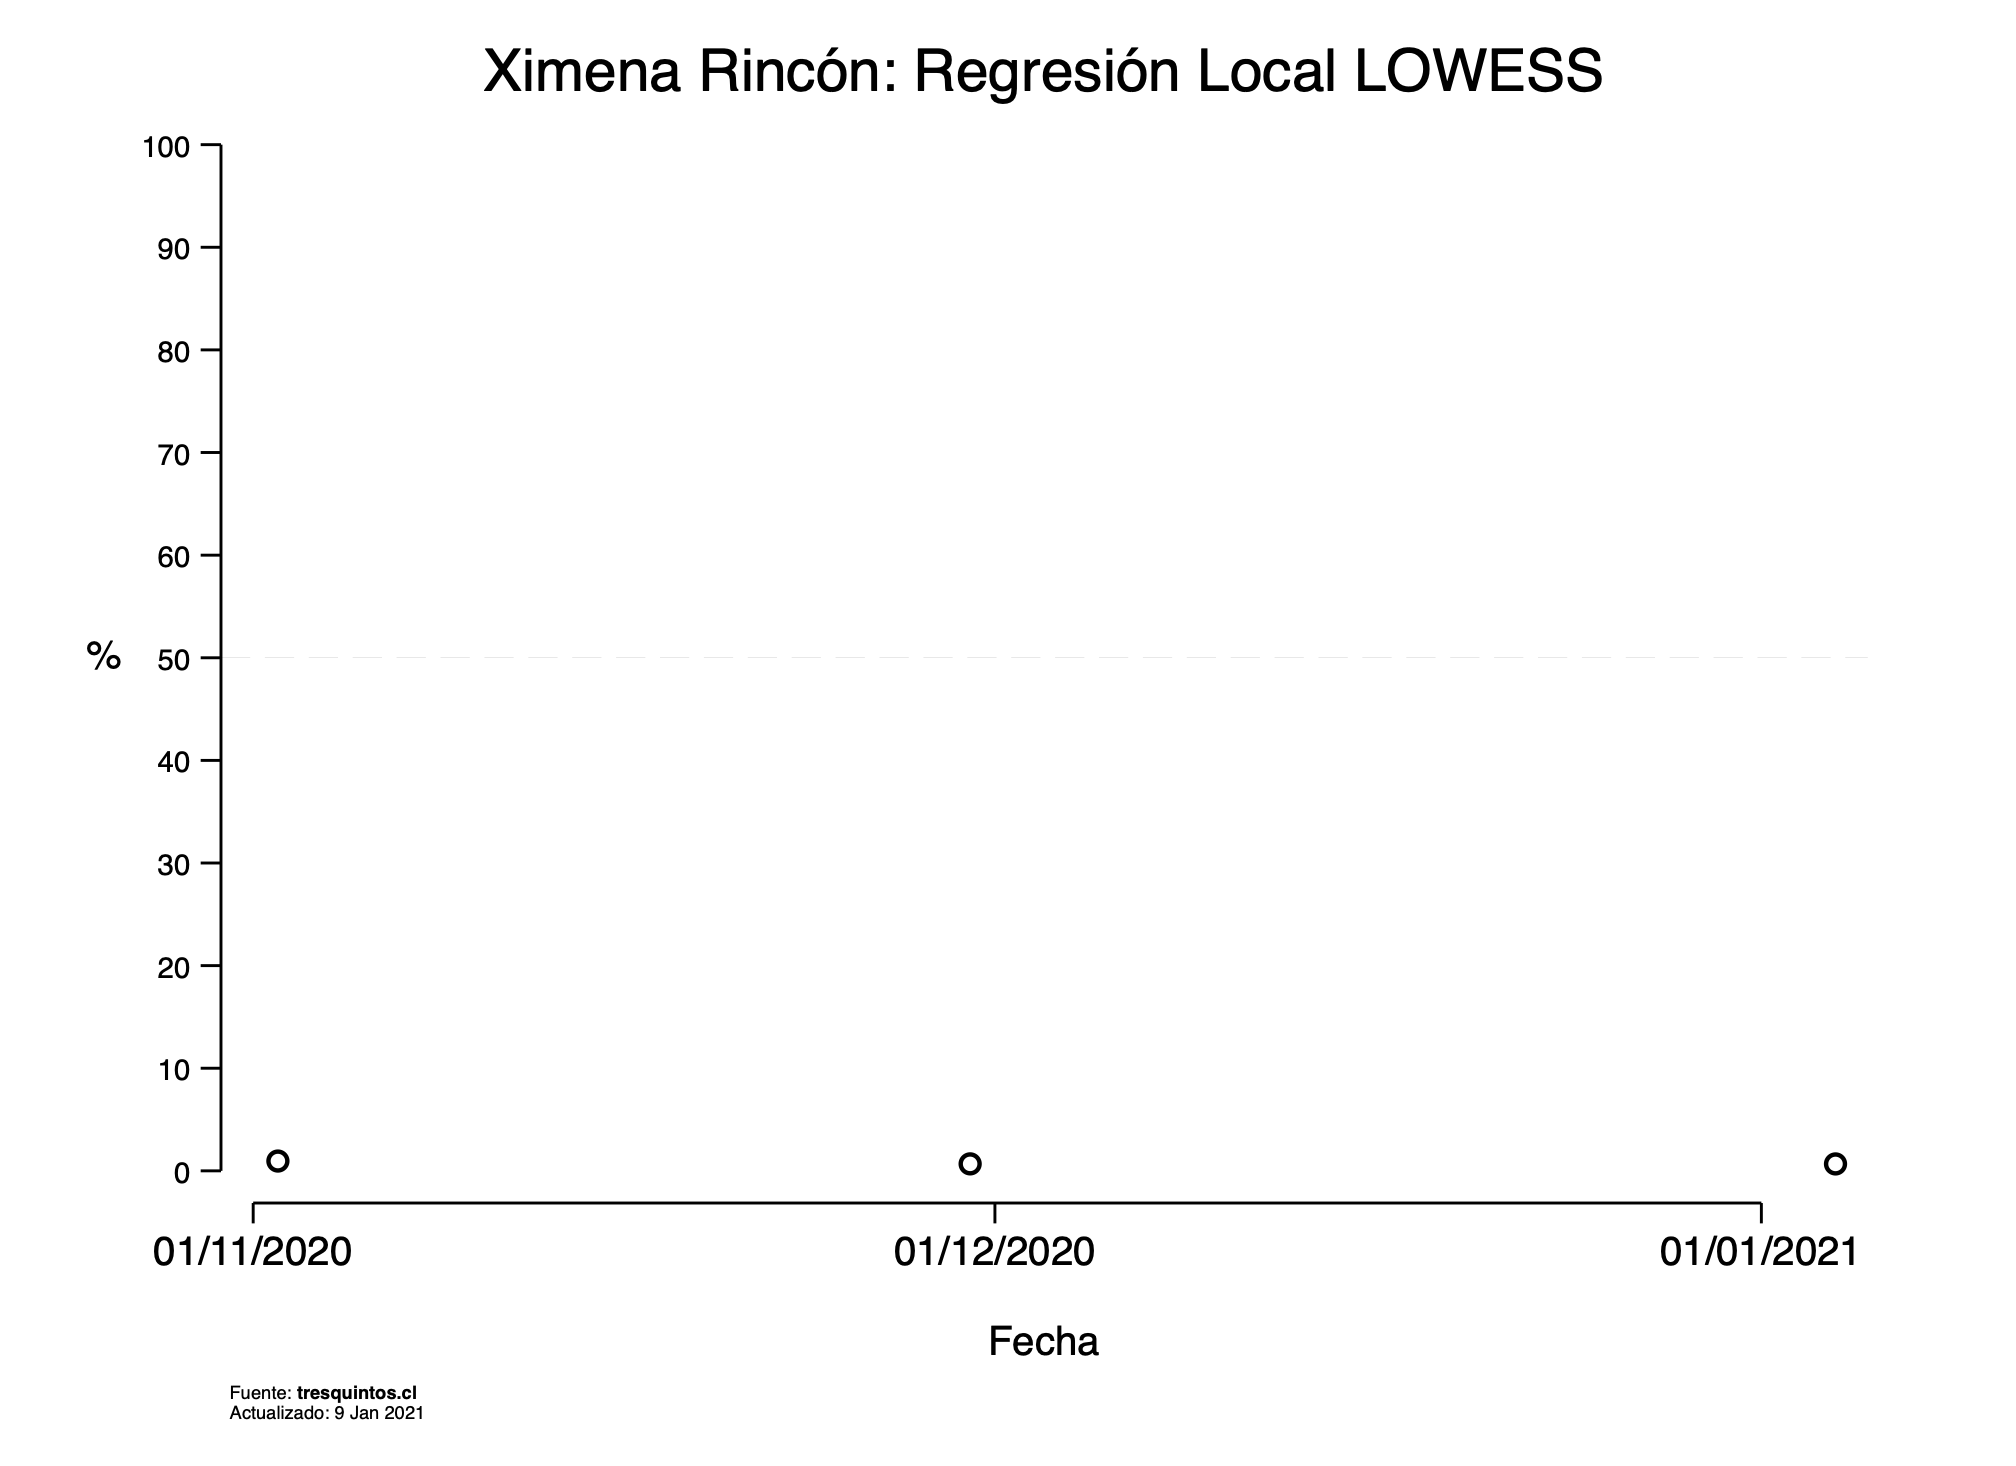 Ximena Rincón: Regresión Local LOWESS
100
90
80
70
60
%
50
40
30
20
10
0
01/11/2020 01/12/2020 01/01/2021
Fecha
Fuente: tresquintos.cl
Actualizado: 9 Jan 2021